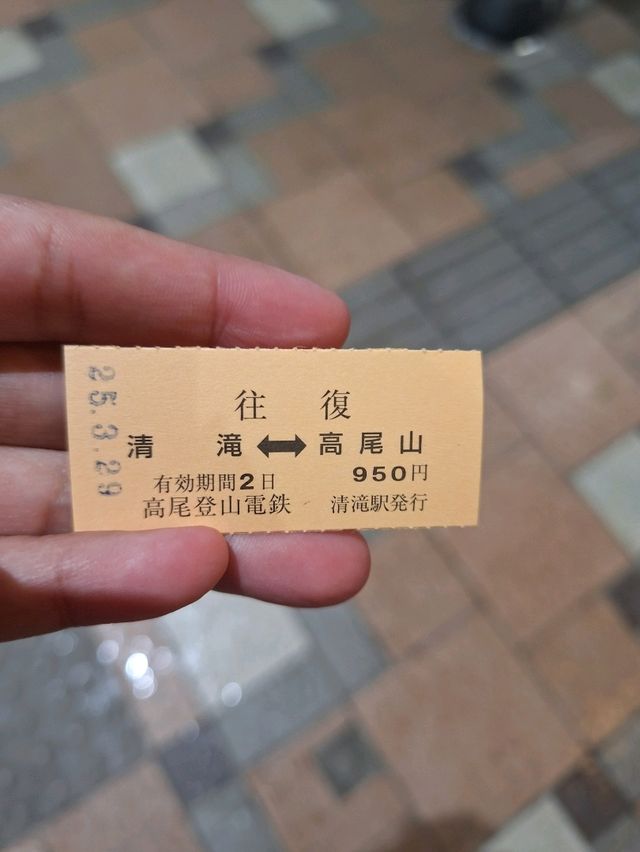 25.3.29
往 復
清 滝 ↔ 高尾山
有効期間2日 950円
高尾登山電鉄 清滝駅発行